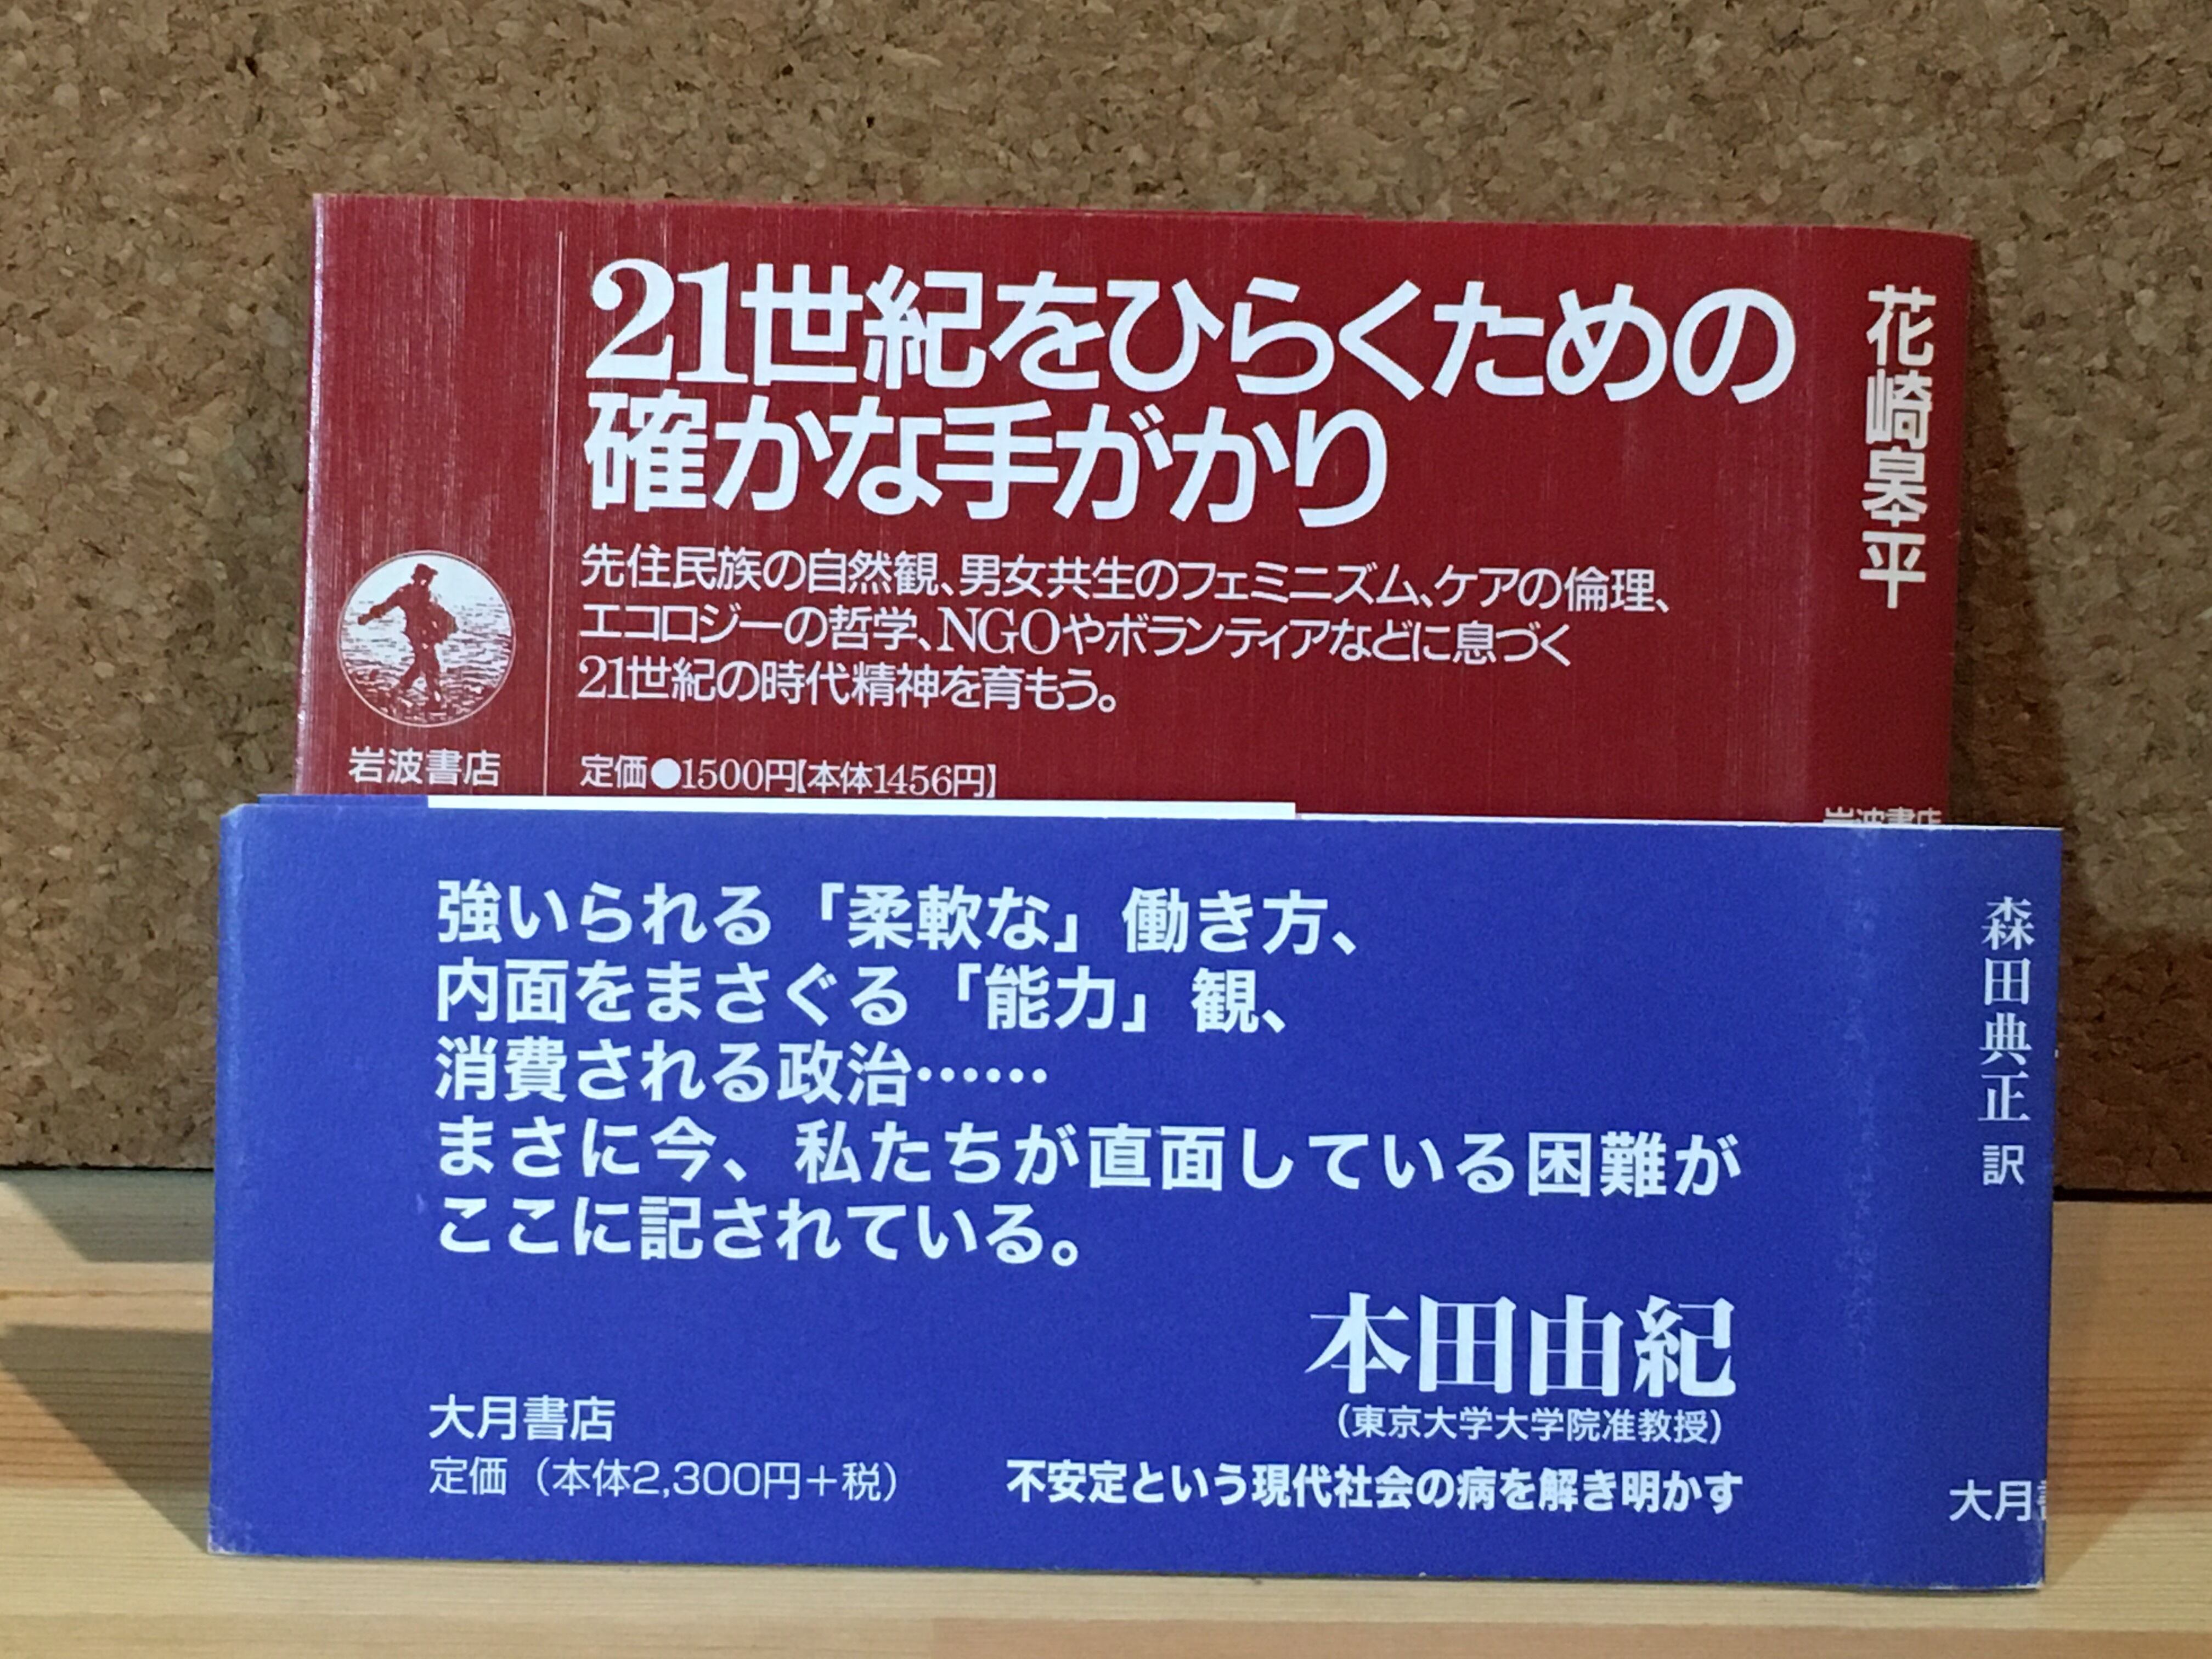 21世紀をひらくための
確かな手がかり
先住民族の自然観、男女共生のフェミニズム、ケアの倫理、
エコロジーの哲学、NGOやボランティアなどに息づく
21世紀の時代精神を育もう。
岩波書店
定価●1500円【本体1456円】
花崎皋平
岩波書店
強いられる「柔軟な」働き方、
内面をまさぐる「能力」観、
消費される政治……
まさに今、私たちが直面している困難が
ここに記されている。
本田由紀
（東京大学大学院准教授）
大月書店
定価（本体2,300円＋税）
不安定という現代社会の病を解き明かす
森田典正 訳
大月